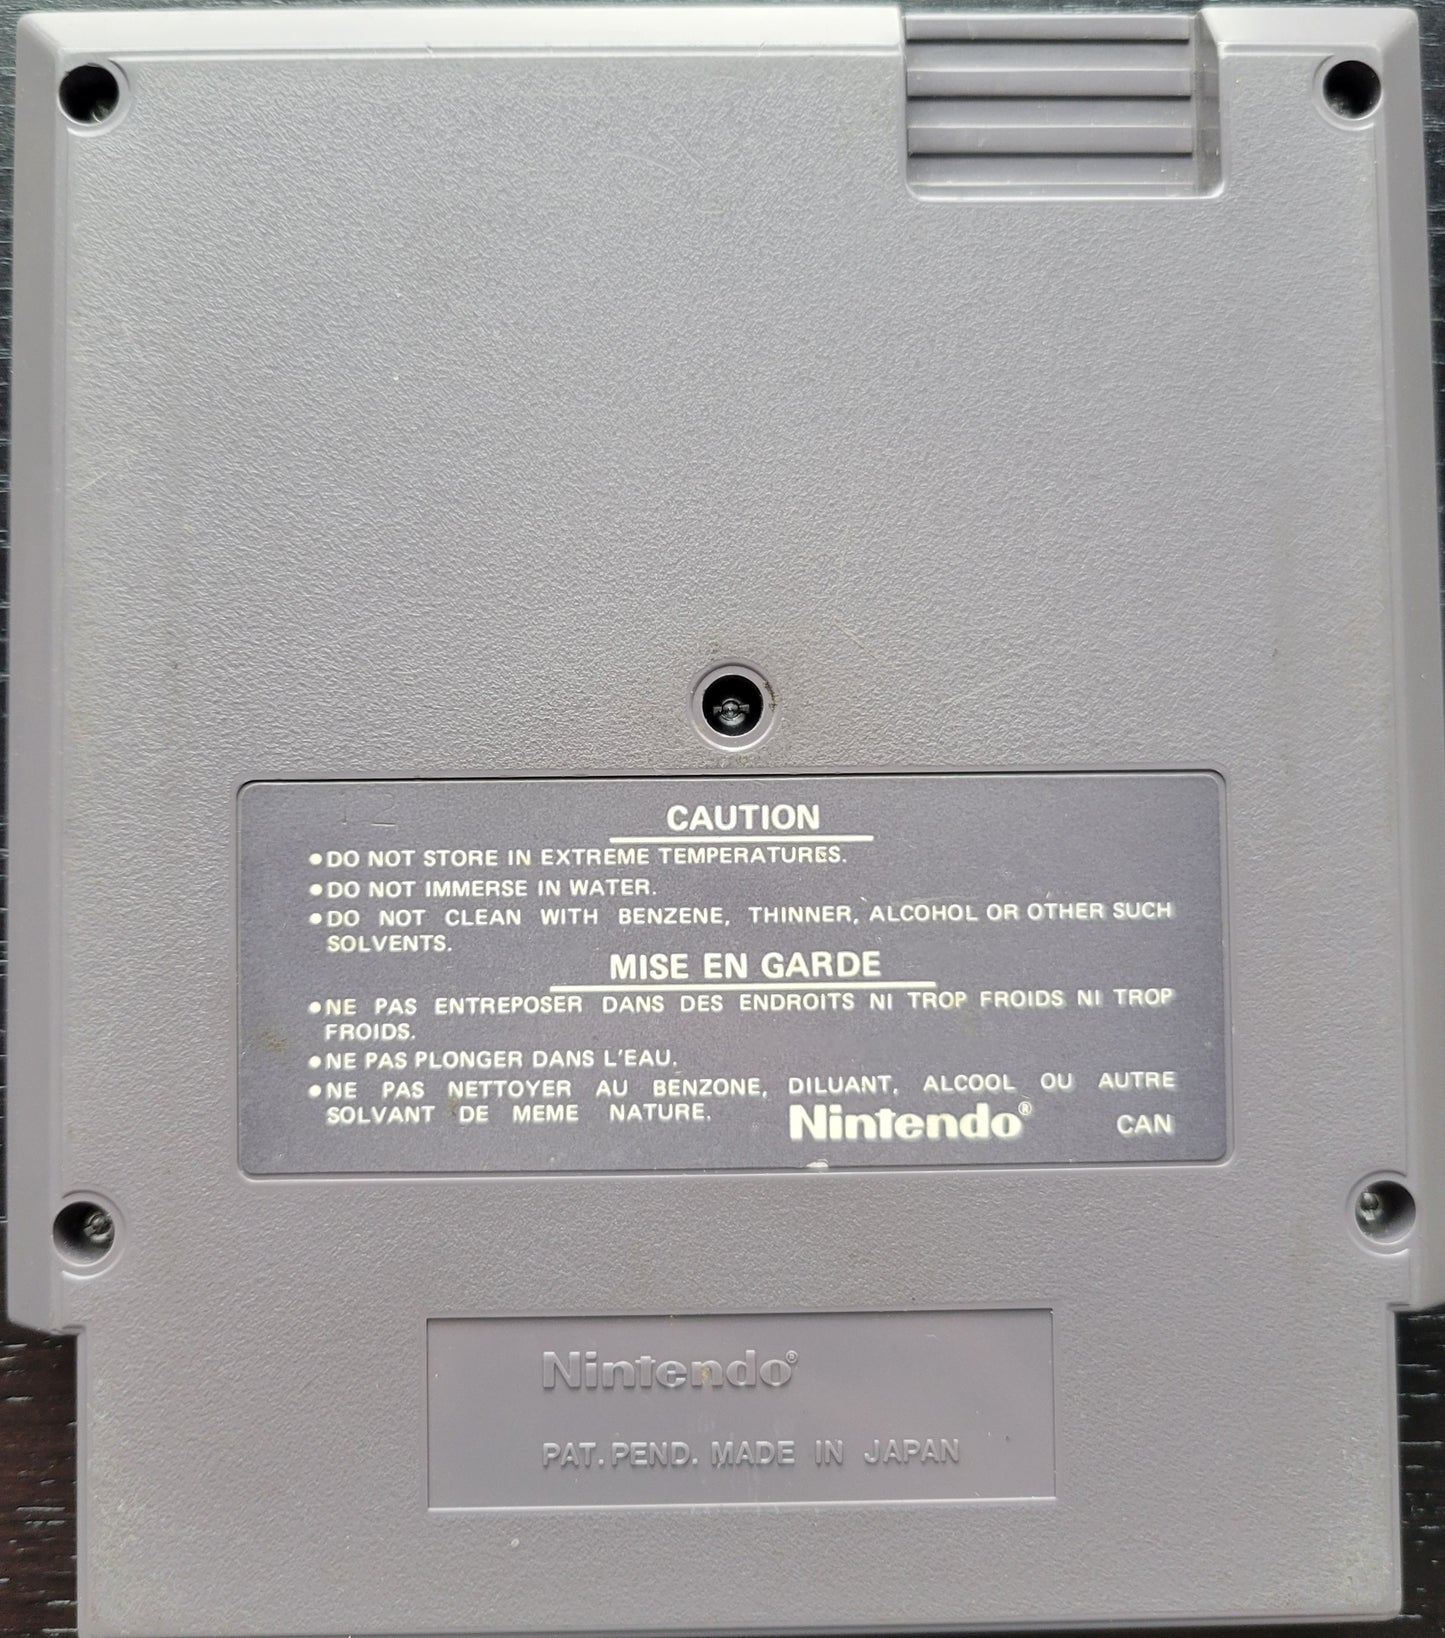 CAUTION
•DO NOT STORE IN EXTREME TEMPERATURES.
•DO NOT IMMERSE IN WATER.
•DO NOT CLEAN WITH BENZENE, THINNER, ALCOHOL OR OTHER SUCH
SOLVENTS.
MISE EN GARDE
•NE PAS ENTREPOSER DANS DES ENDROITS NI TROP FROIDS NI TROP
FROIDS.
•NE PAS PLONGER DANS L'EAU.
•NE PAS NETTOYER AU BENZONE, DILUANT, ALCOOL OU AUTRE
SOLVANT DE MEME NATURE.
Nintendo® CAN
Nintendo®
PAT. PEND. MADE IN JAPAN